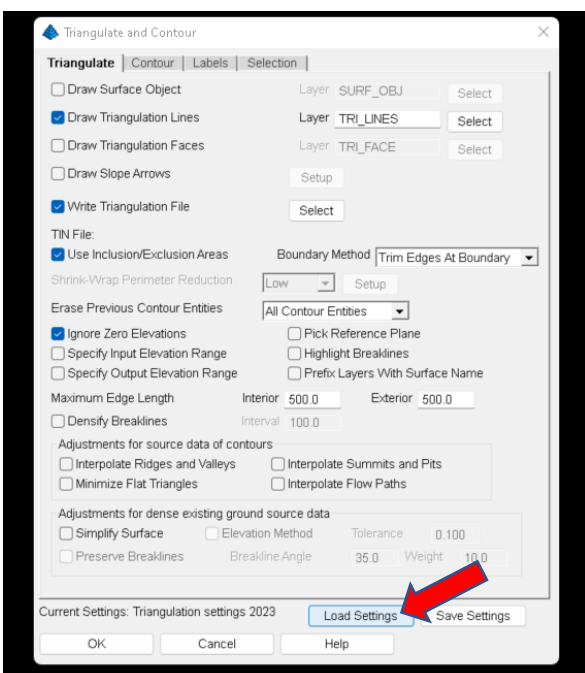 Triangulate and Contour
Triangulate Contour Labels Selection
Draw Surface Object Layer SURF_OBJ Select
Draw Triangulation Lines Layer TRI_LINES Select
Draw Triangulation Faces Layer TRI_FACE Select
Draw Slope Arrows Setup
Write Triangulation File Select
TIN File:
Use Inclusion/Exclusion Areas Boundary Method Trim Edges At Boundary
Shrink-Wrap Perimeter Reduction Low Setup
Erase Previous Contour Entities All Contour Entities
Ignore Zero Elevations Pick Reference Plane
Specify Input Elevation Range Highlight Breaklines
Specify Output Elevation Range Prefix Layers With Surface Name
Maximum Edge Length Interior 500.0 Exterior 500.0
Densify Breaklines Interval 100.0
Adjustments for source data of contours
Interpolate Ridges and Valleys Interpolate Summits and Pits
Minimize Flat Triangles Interpolate Flow Paths
Adjustments for dense existing ground source data
Simplify Surface Elevation Method Tolerance 0.100
Preserve Breaklines Breakline Angle 35.0 Weight 10.0
Current Settings: Triangulation settings 2023 Load Settings Save Settings
OK Cancel Help